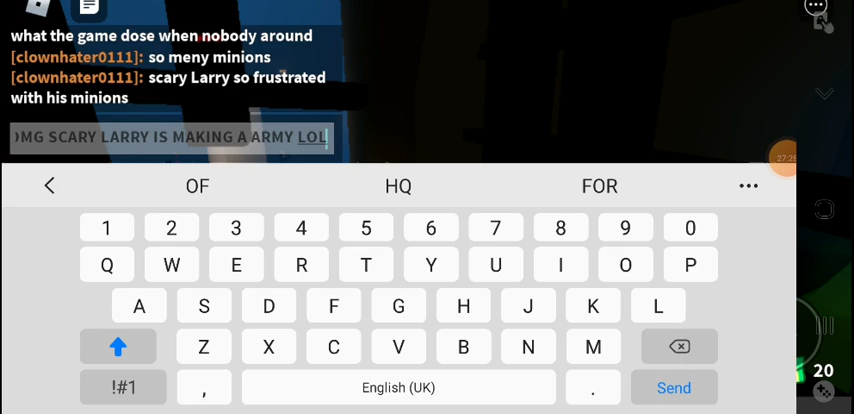 what the game dose when nobody around
[clownhater0111]: so meny minions
[clownhater0111]: scary Larry so frustrated
with his minions
OMG SCARY LARRY IS MAKING A ARMY LOL
27:26
OF HQ FOR
1 2 3 4 5 6 7 8 9 0
Q W E R T Y U I O P
A S D F G H J K L
Z X C V B N M
!#1 , English (UK) . Send
20